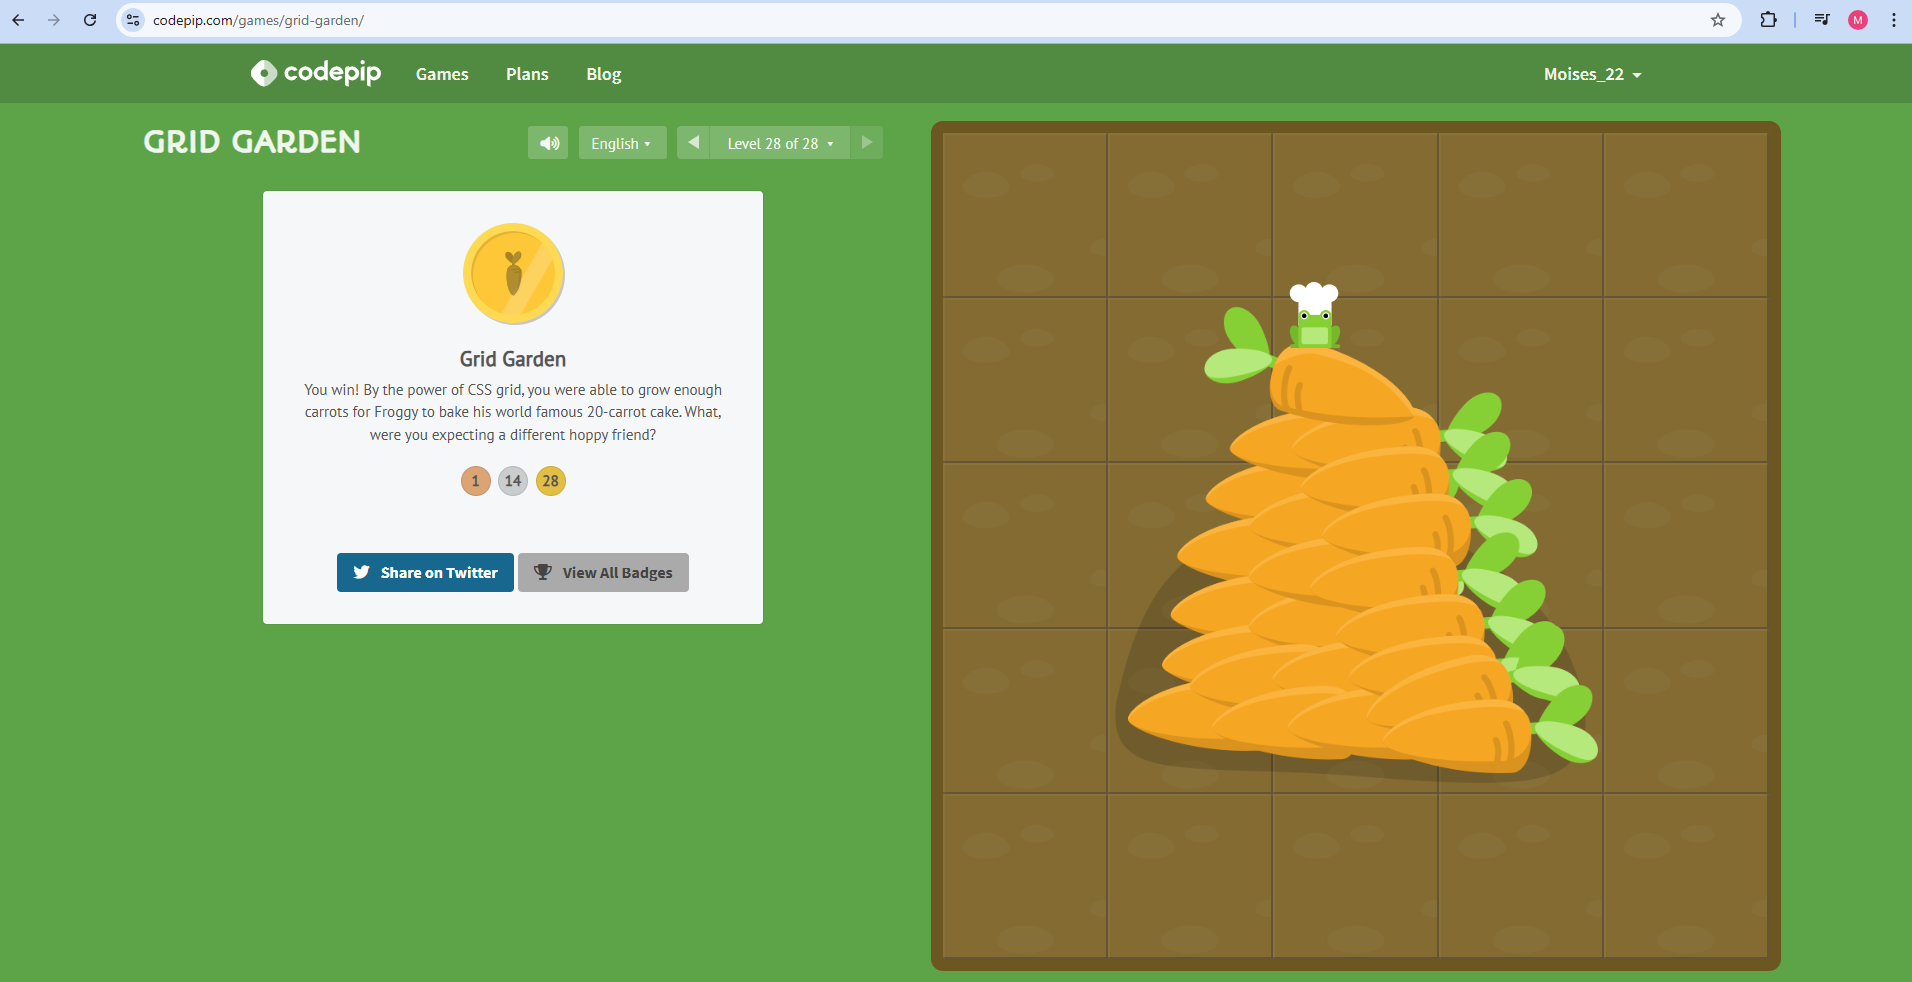 codepip.com/games/grid-garden/
M
codepip
Games
Plans
Blog
Moises_22
GRID GARDEN
English
Level 28 of 28
Grid Garden
You win! By the power of CSS grid, you were able to grow enough
carrots for Froggy to bake his world famous 20-carrot cake. What,
were you expecting a different hoppy friend?
1 14 28
Share on Twitter
View All Badges